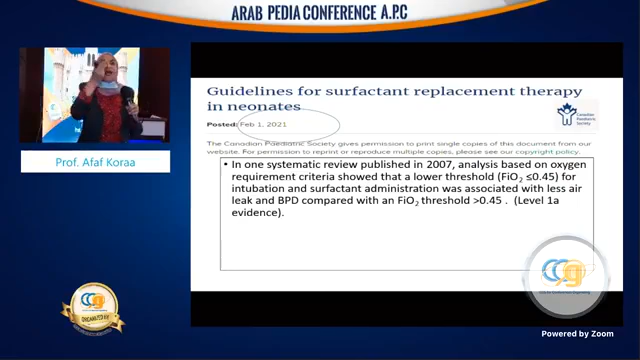 ARAB PEDIA CONFERENCE A.P.C
Guidelines for surfactant replacement therapy
in neonates
Posted: Feb 1, 2021
Canadian
Paediatric
Society
The Canadian Paediatric Society gives permission to print single copies of this document from our
website. For permission to reprint or reproduce multiple copies, please see our copyright policy.
• In one systematic review published in 2007, analysis based on oxygen
requirement criteria showed that a lower threshold (FiO₂ ≤0.45) for
intubation and surfactant administration was associated with less air
leak and BPD compared with an FiO₂ threshold >0.45 . (Level 1a
evidence).
Prof. Afaf Koraa
ORGANIZED BY
Powered by Zoom